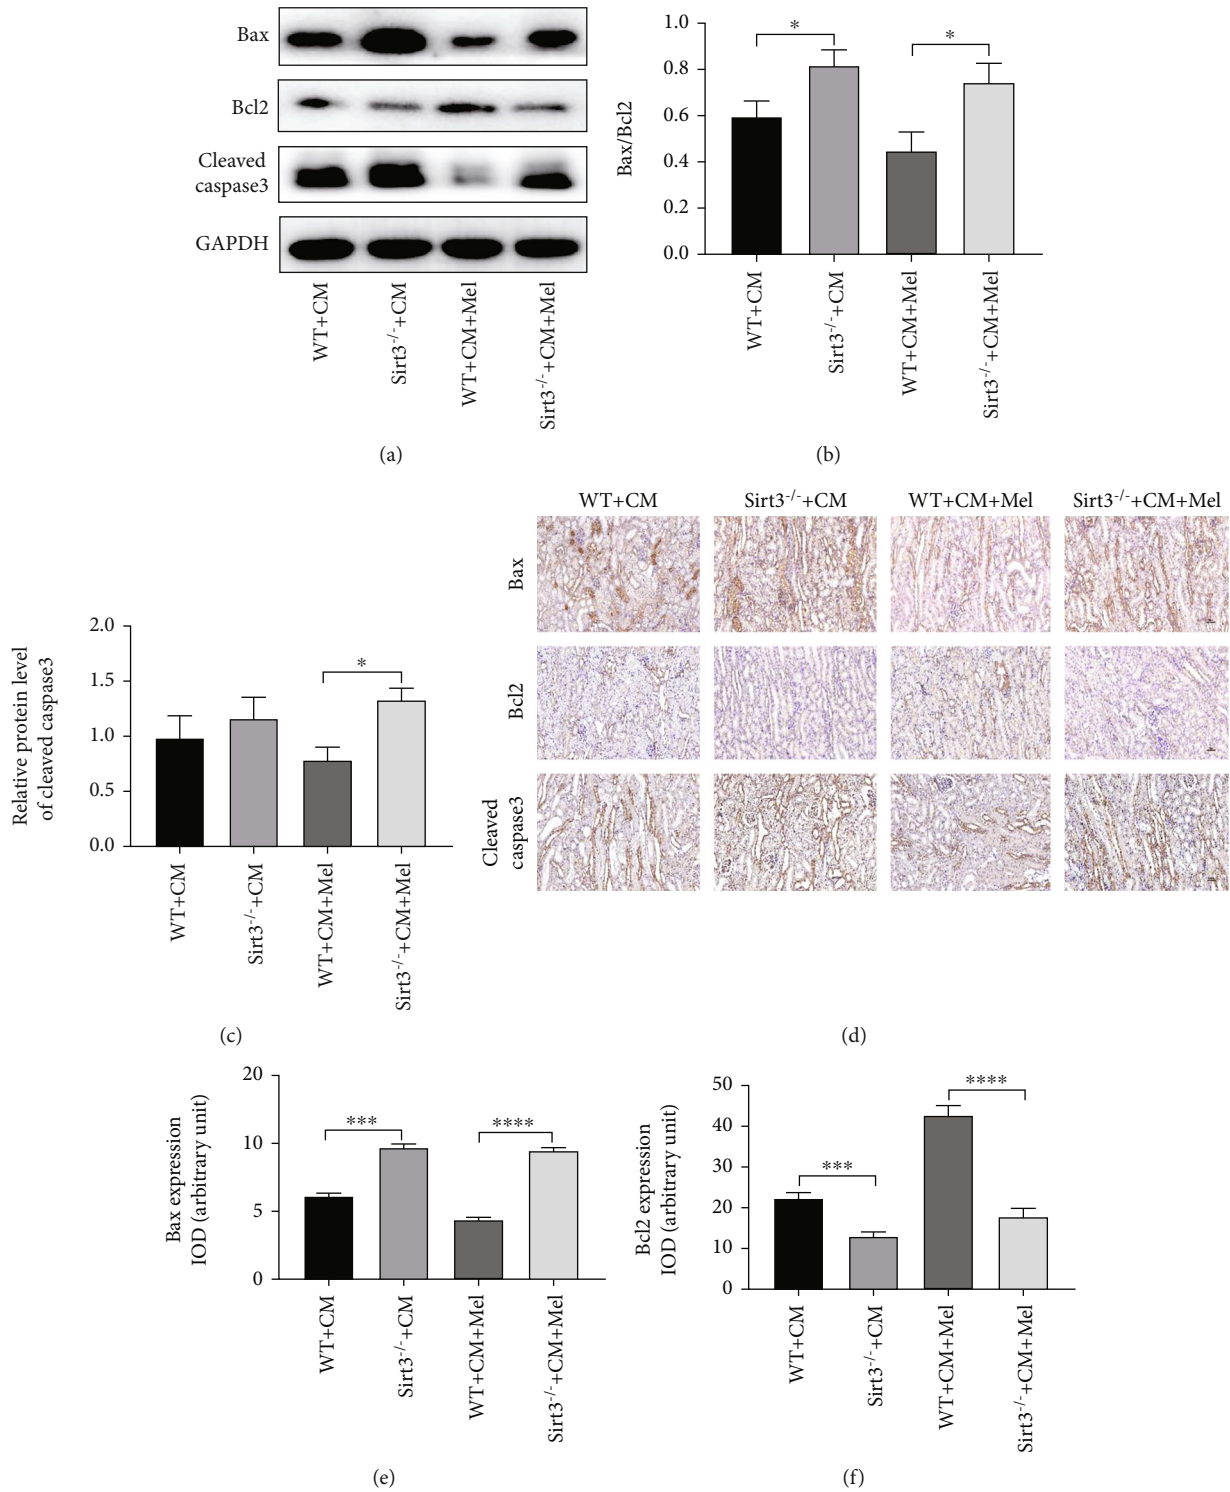 Bax
Bcl2
Cleaved
caspase3
GAPDH
WT+CM
Sirt3-/-+CM
WT+CM+Mel
Sirt3-/-+CM+Mel
(a)
Bax/Bcl2
1.0
0.8
0.6
0.4
0.2
0.0
*
*
WT+CM
Sirt3-/-+CM
WT+CM+Mel
Sirt3-/-+CM+Mel
(b)
Relative protein level
of cleaved caspase3
2.0
1.5
1.0
0.5
0.0
*
WT+CM
Sirt3-/-+CM
WT+CM+Mel
Sirt3-/-+CM+Mel
(c)
WT+CM
Sirt3-/-+CM
WT+CM+Mel
Sirt3-/-+CM+Mel
Bax
Bcl2
Cleaved
caspase3
(d)
Bax expression
IOD (arbitrary unit)
20
10
5
0
***
****
WT+CM
Sirt3-/-+CM
WT+CM+Mel
Sirt3-/-+CM+Mel
(e)
Bcl2 expression
IOD (arbitrary unit)
50
40
30
20
10
0
***
****
WT+CM
Sirt3-/-+CM
WT+CM+Mel
Sirt3-/-+CM+Mel
(f)